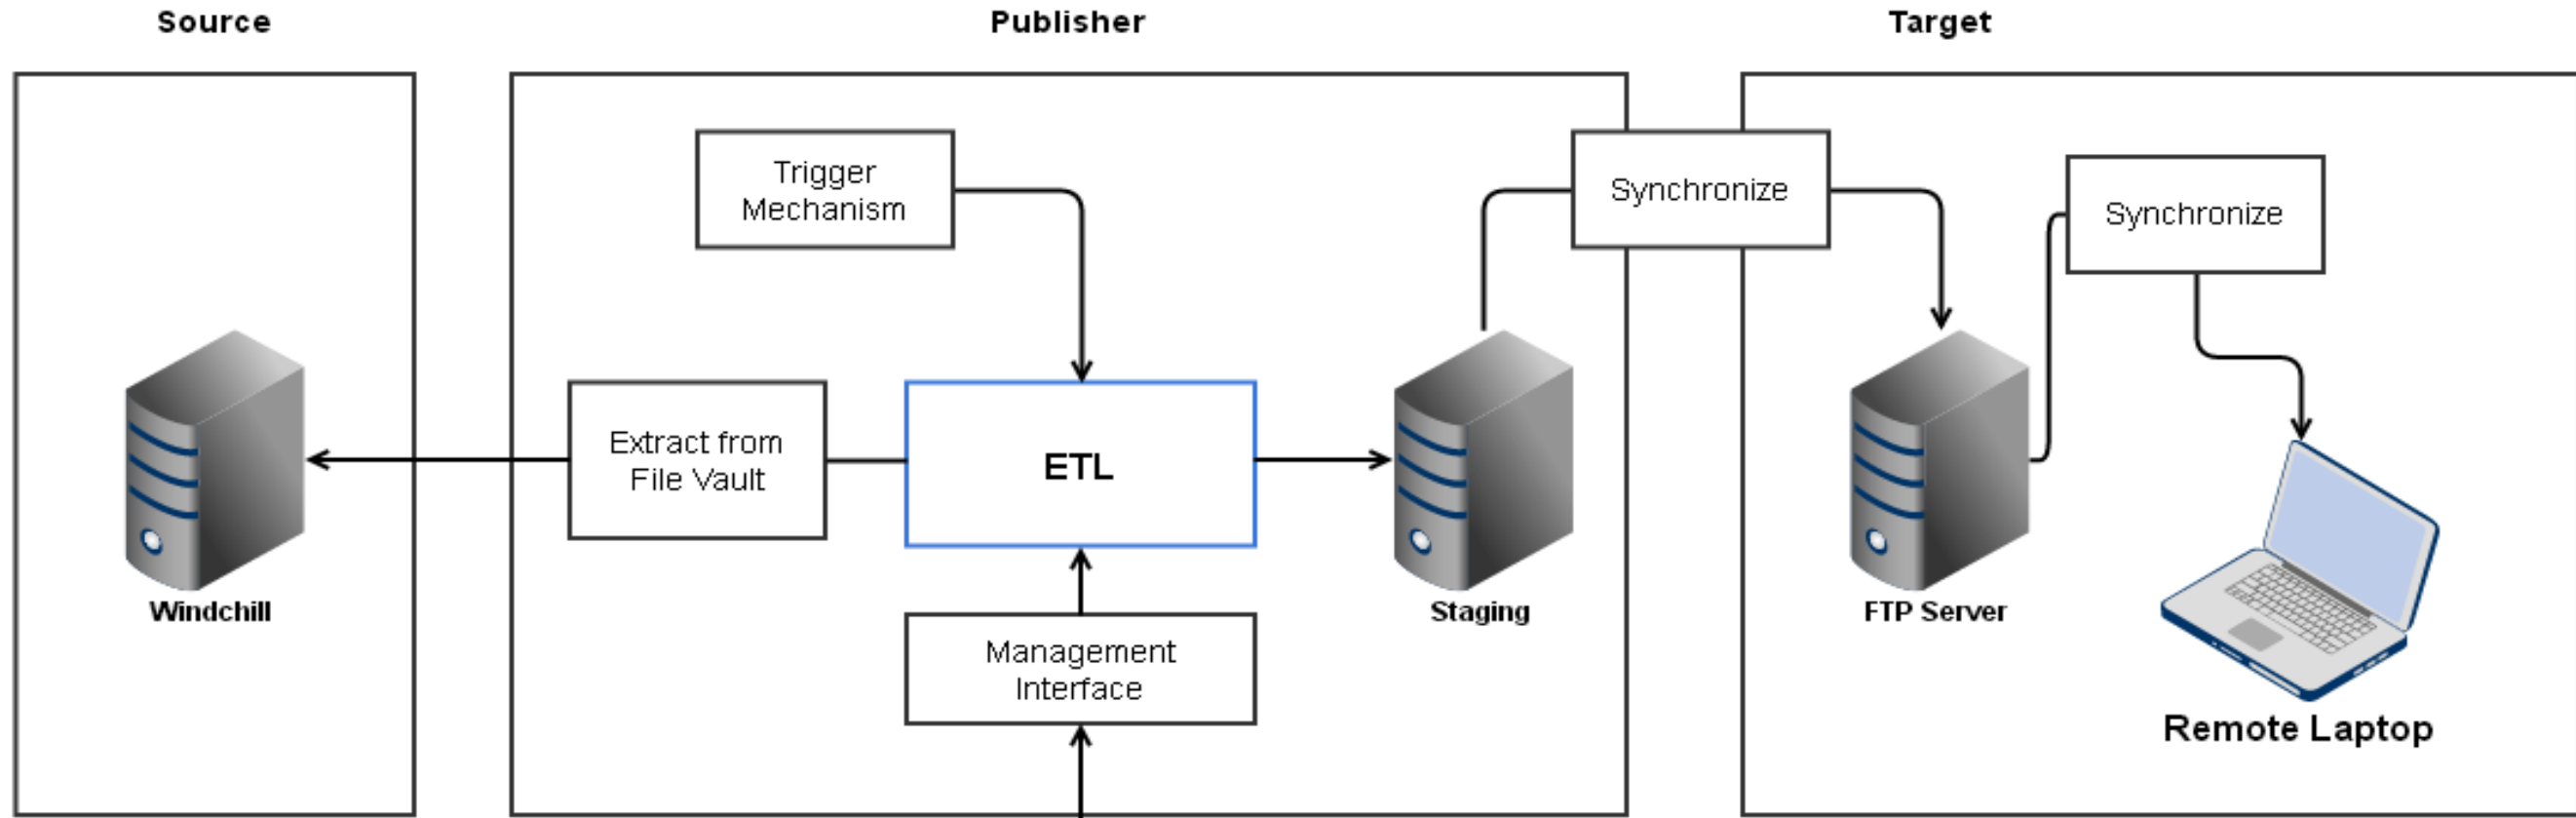 Source
Publisher
Target
Trigger
Mechanism
Synchronize
Synchronize
Extract from
File Vault
ETL
Windchill
Staging
FTP Server
Management
Interface
Remote Laptop